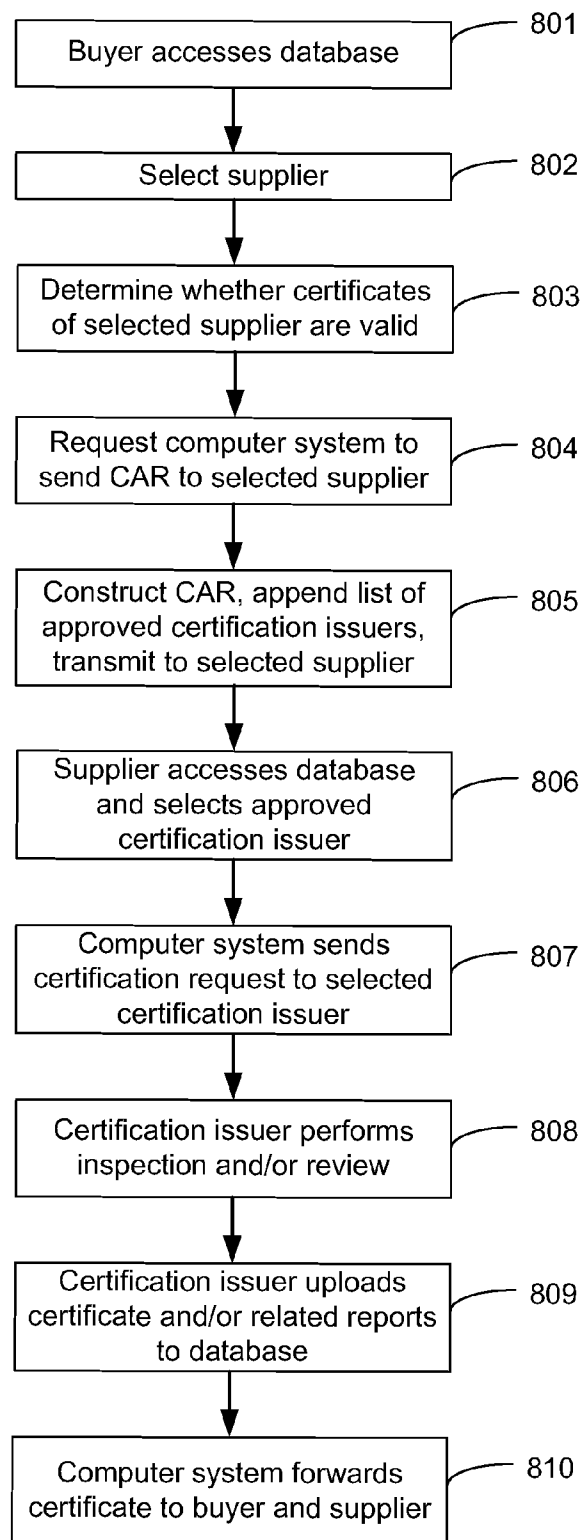 Buyer accesses database
801
Select supplier
802
Determine whether certificates
of selected supplier are valid
803
Request computer system to
send CAR to selected supplier
804
Construct CAR, append list of
approved certification issuers,
transmit to selected supplier
805
Supplier accesses database
and selects approved
certification issuer
806
Computer system sends
certification request to selected
certification issuer
807
Certification issuer performs
inspection and/or review
808
Certification issuer uploads
certificate and/or related reports
to database
809
Computer system forwards
certificate to buyer and supplier
810